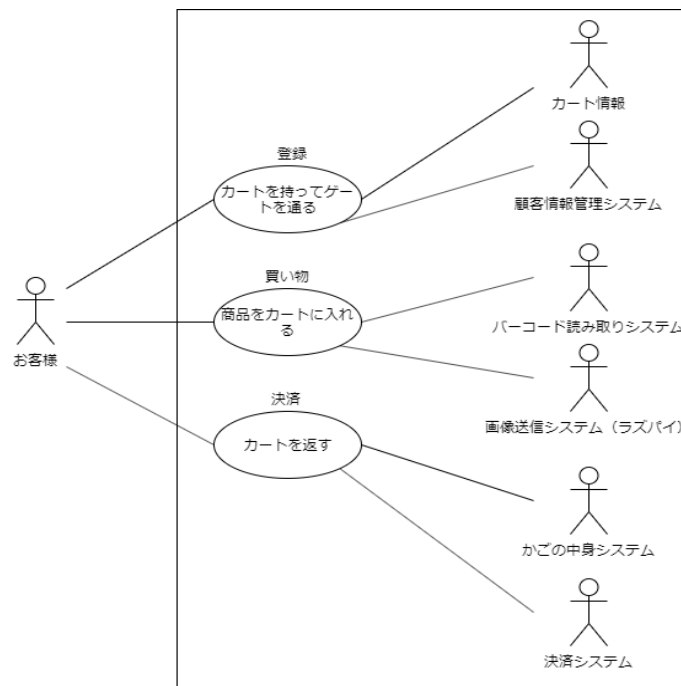 カート情報
登録
カートを持ってゲー
トを通る
顧客情報管理システム
買い物
商品をカートに入れ
る
バーコード読み取りシステム
お客様
決済
カートを返す
画像送信システム（ラズパイ）
かごの中身システム
決済システム